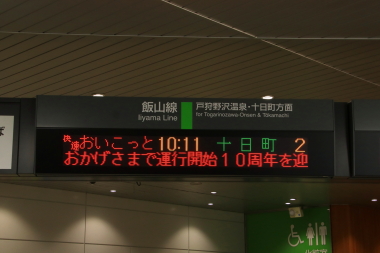 飯山線 戸狩野沢温泉・十日町方面
Iiyama Line for Togarinozawa-Onsen & Tokamachi
快速おいこっと 10:11 十日町 2
おかげさまで運行開始１０周年を迎